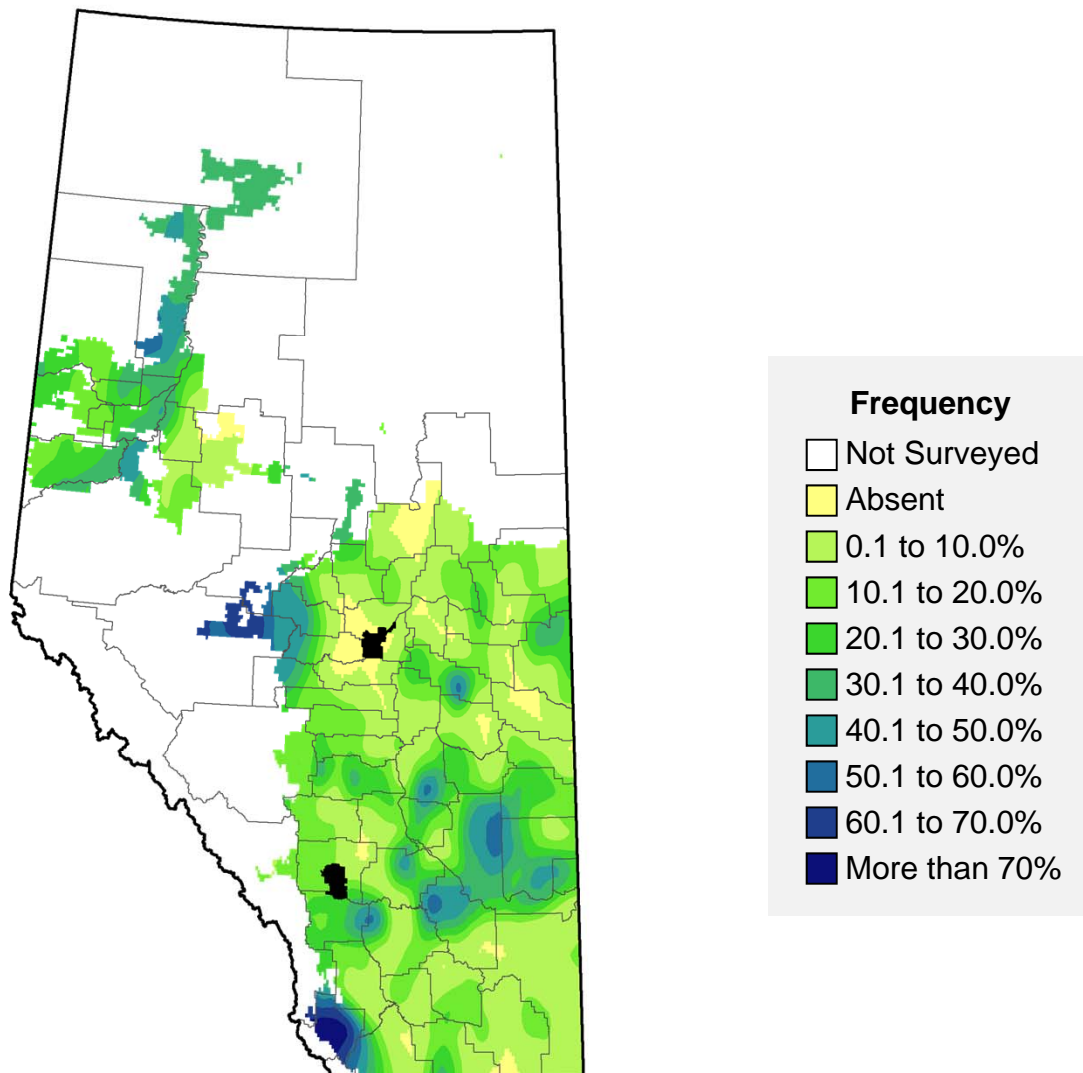 Frequency
Not Surveyed
Absent
0.1 to 10.0%
10.1 to 20.0%
20.1 to 30.0%
30.1 to 40.0%
40.1 to 50.0%
50.1 to 60.0%
60.1 to 70.0%
More than 70%